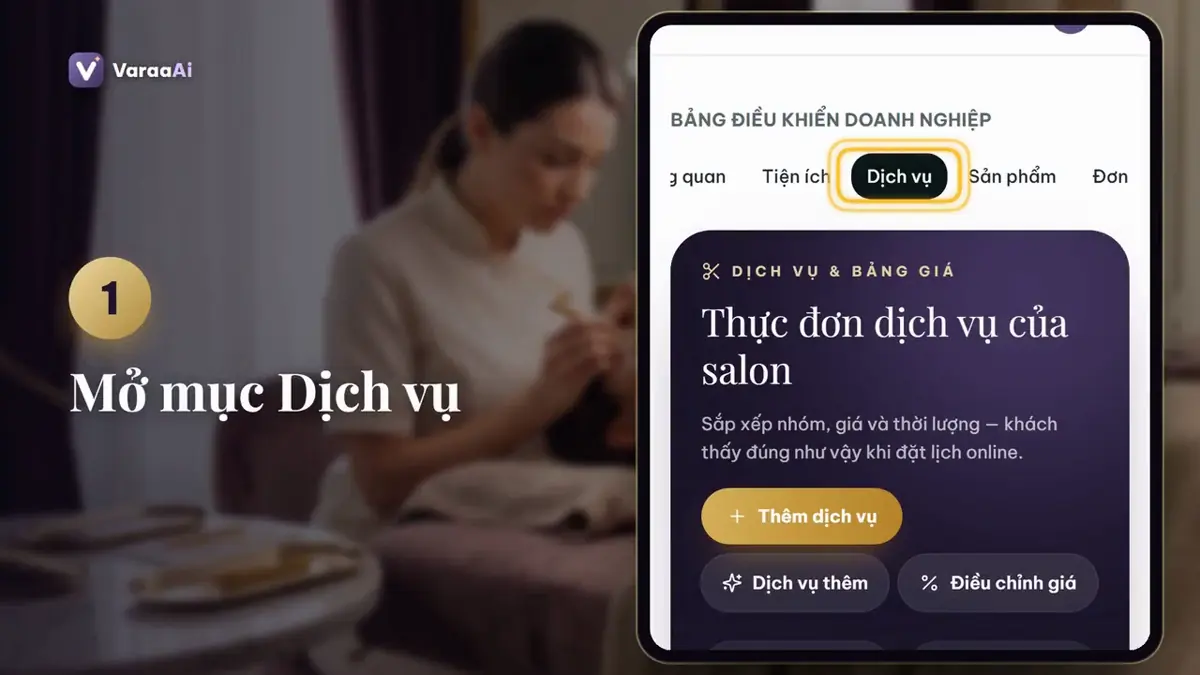 VaraaAi
1
Mở mục Dịch vụ
BẢNG ĐIỀU KHIỂN DOANH NGHIỆP
g quan
Tiện ích
Dịch vụ
Sản phẩm
Đơn
DỊCH VỤ & BẢNG GIÁ
Thực đơn dịch vụ của
salon
Sắp xếp nhóm, giá và thời lượng — khách
thấy đúng như vậy khi đặt lịch online.
+ Thêm dịch vụ
Dịch vụ thêm
% Điều chỉnh giá